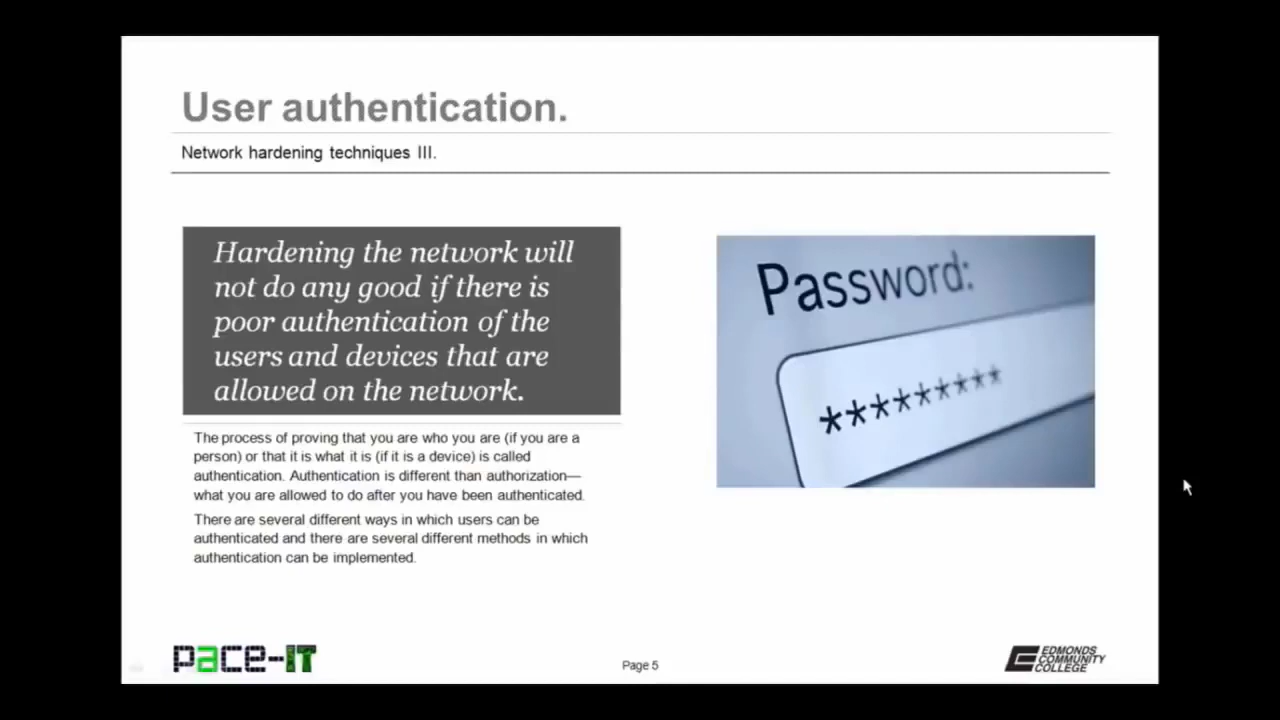 User authentication.
Network hardening techniques III.
Hardening the network will
not do any good if there is
poor authentication of the
users and devices that are
allowed on the network.
The process of proving that you are who you are (if you are a
person) or that it is what it is (if it is a device) is called
authentication. Authentication is different than authorization—
what you are allowed to do after you have been authenticated.
There are several different ways in which users can be
authenticated and there are several different methods in which
authentication can be implemented.
Password:
*********
pace-IT
Page 5
EDMONDS
COMMUNITY
COLLEGE